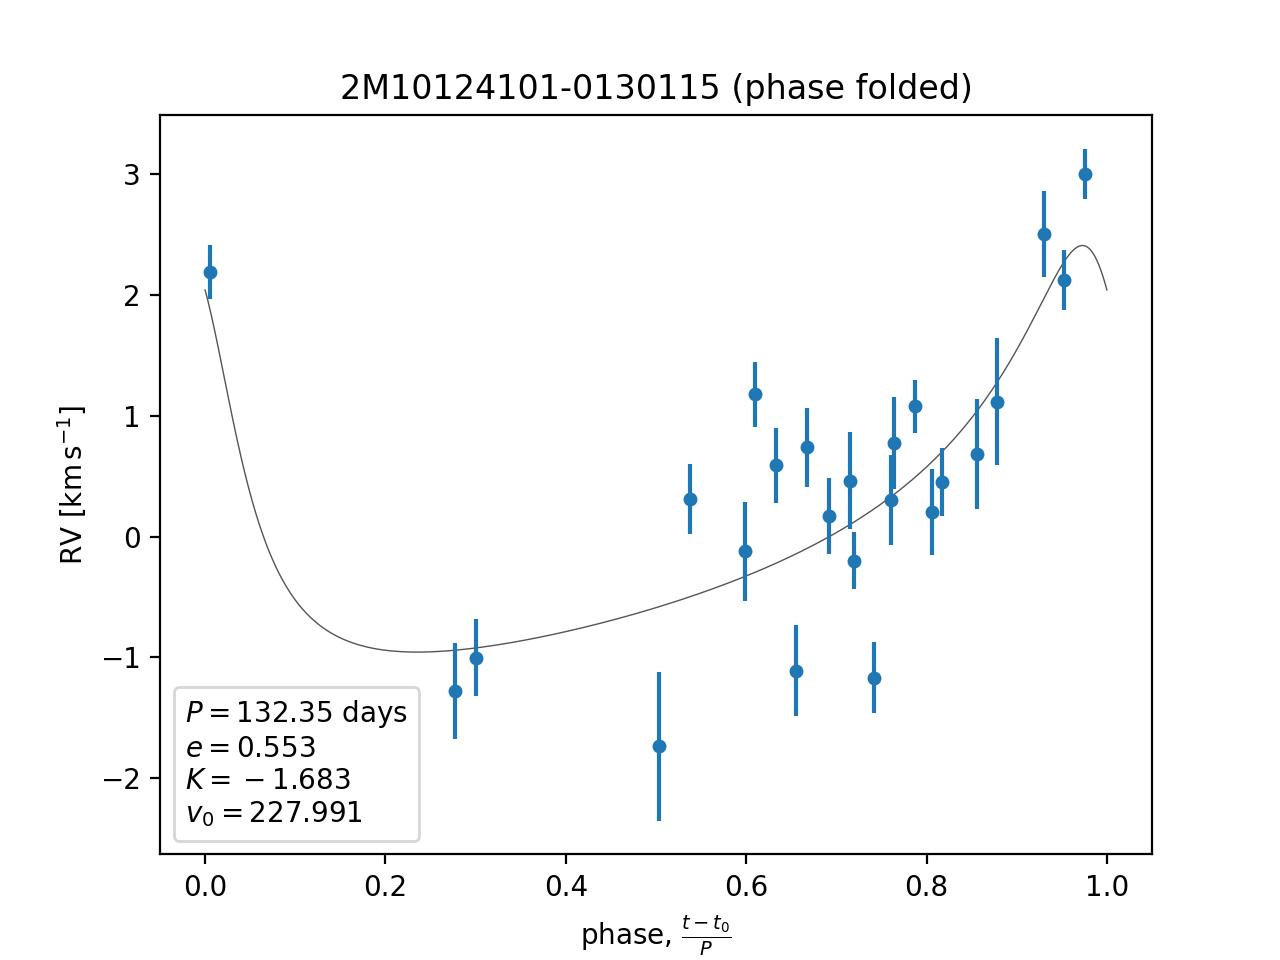 2M10124101-0130115 (phase folded)
3
2
1
0
−1
−2
RV [km s⁻¹]
P = 132.35 days
e = 0.553
K = −1.683
v₀ = 227.991
0.0 0.2 0.4 0.6 0.8 1.0
phase, (t − t₀)/P